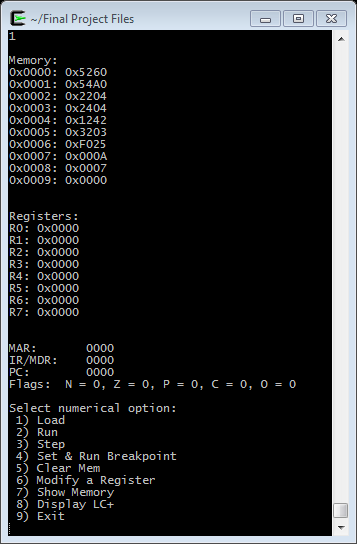 ~/Final Project Files
1
Memory:
0x0000: 0x5260
0x0001: 0x54A0
0x0002: 0x2204
0x0003: 0x2404
0x0004: 0x1242
0x0005: 0x3203
0x0006: 0xF025
0x0007: 0x000A
0x0008: 0x0007
0x0009: 0x0000
Registers:
R0: 0x0000
R1: 0x0000
R2: 0x0000
R3: 0x0000
R4: 0x0000
R5: 0x0000
R6: 0x0000
R7: 0x0000
MAR: 0000
IR/MDR: 0000
PC: 0000
Flags: N = 0, Z = 0, P = 0, C = 0, O = 0
Select numerical option:
1) Load
2) Run
3) Step
4) Set & Run Breakpoint
5) Clear Mem
6) Modify a Register
7) Show Memory
8) Display LC+
9) Exit